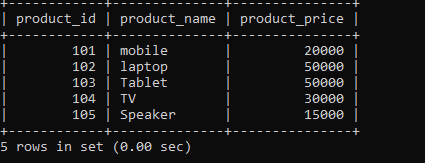 +------------+--------------+---------------+
| product_id | product_name | product_price |
+------------+--------------+---------------+
|        101 | mobile       |         20000 |
|        102 | laptop       |         50000 |
|        103 | Tablet       |         50000 |
|        104 | TV           |         30000 |
|        105 | Speaker      |         15000 |
+------------+--------------+---------------+
5 rows in set (0.00 sec)